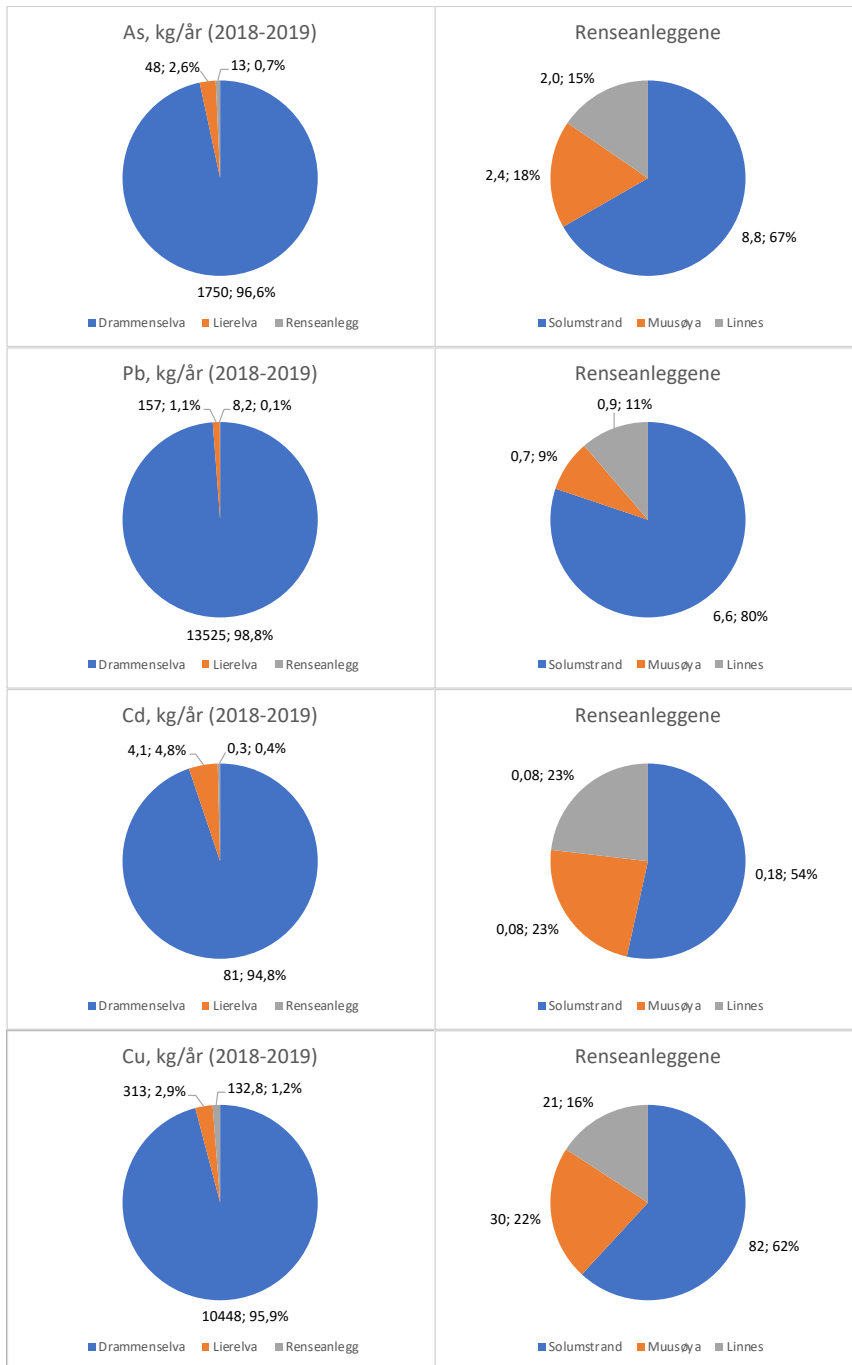 As, kg/år (2018-2019)
48; 2,6%
13; 0,7%
1750; 96,6%
Drammenselva Lierelva Renseanlegg
Renseanleggene
2,0; 15%
2,4; 18%
8,8; 67%
Solumstrand Muusøya Linnes
Pb, kg/år (2018-2019)
157; 1,1%
8,2; 0,1%
13525; 98,8%
Drammenselva Lierelva Renseanlegg
Renseanleggene
0,9; 11%
0,7; 9%
6,6; 80%
Solumstrand Muusøya Linnes
Cd, kg/år (2018-2019)
4,1; 4,8%
0,3; 0,4%
81; 94,8%
Drammenselva Lierelva Renseanlegg
Renseanleggene
0,08; 23%
0,18; 54%
0,08; 23%
Solumstrand Muusøya Linnes
Cu, kg/år (2018-2019)
313; 2,9%
132,8; 1,2%
10448; 95,9%
Drammenselva Lierelva Renseanlegg
Renseanleggene
21; 16%
30; 22%
82; 62%
Solumstrand Muusøya Linnes